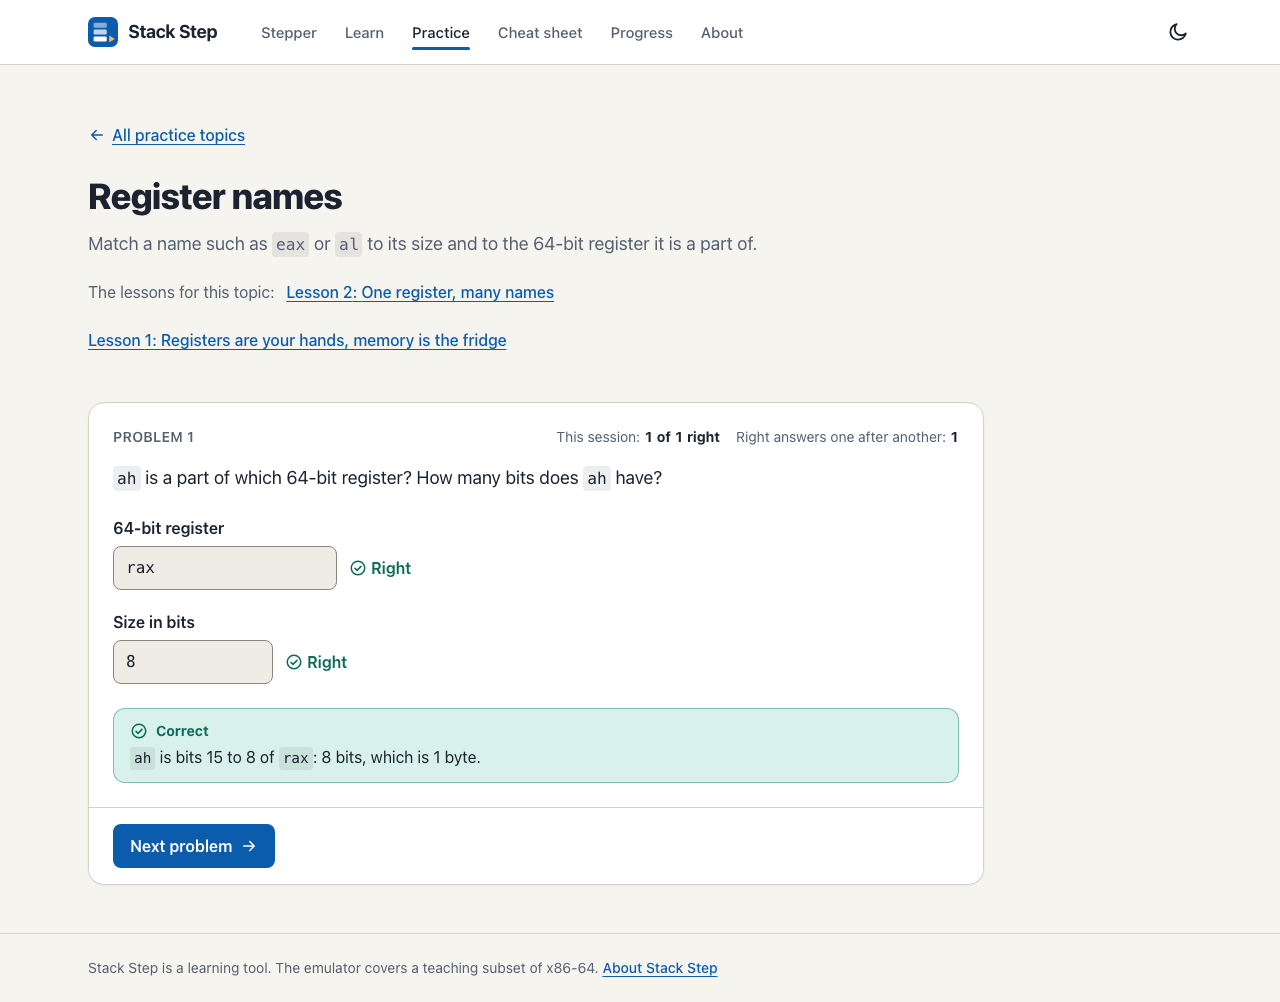 Stack Step
Stepper
Learn
Practice
Cheat sheet
Progress
About
All practice topics
Register names
Match a name such as eax or al to its size and to the 64-bit register it is a part of.
The lessons for this topic: Lesson 2: One register, many names
Lesson 1: Registers are your hands, memory is the fridge
PROBLEM 1
This session: 1 of 1 right
Right answers one after another: 1
ah is a part of which 64-bit register? How many bits does ah have?
64-bit register
rax
Right
Size in bits
8
Right
Correct
ah is bits 15 to 8 of rax: 8 bits, which is 1 byte.
Next problem
Stack Step is a learning tool. The emulator covers a teaching subset of x86-64. About Stack Step